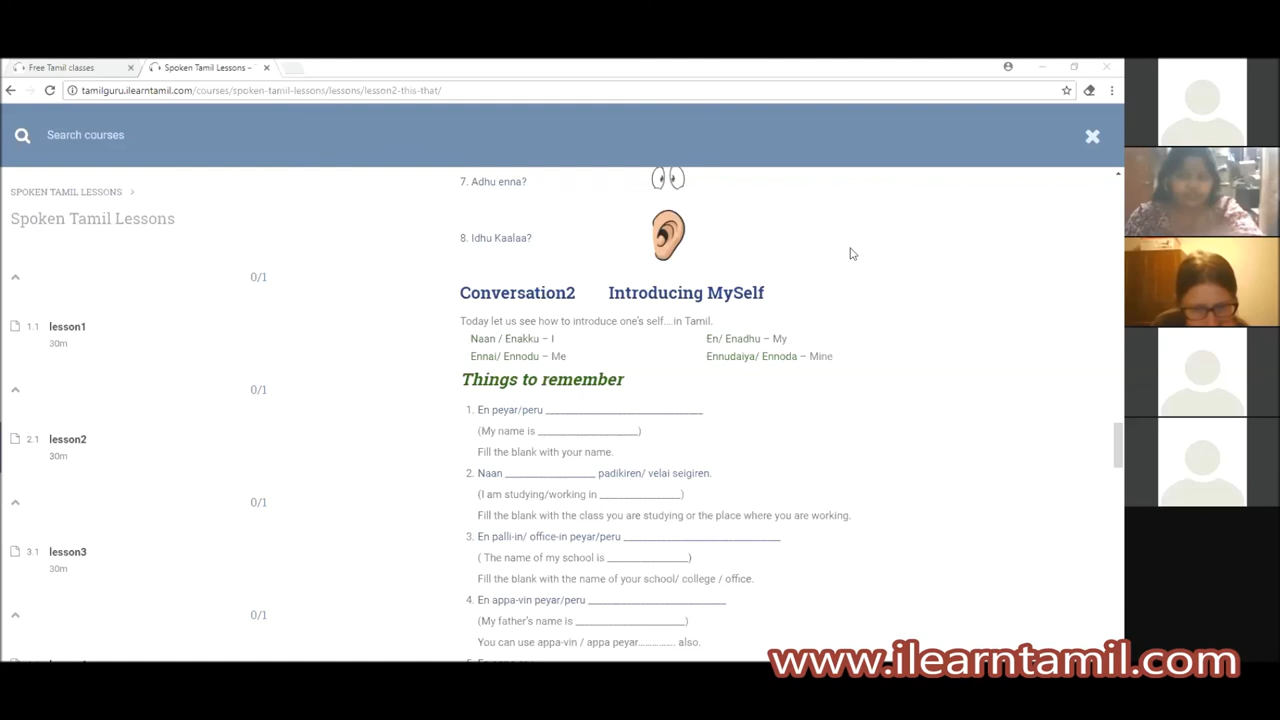 Free Tamil classes
Spoken Tamil Lessons –
tamilguru.ilearntamil.com/courses/spoken-tamil-lessons/lessons/lesson2-this-that/
Search courses
SPOKEN TAMIL LESSONS >
Spoken Tamil Lessons
0/1
1.1 lesson1
30m
0/1
2.1 lesson2
30m
0/1
3.1 lesson3
30m
0/1
7. Adhu enna?
8. Idhu Kaalaa?
Conversation2 Introducing MySelf
Today let us see how to introduce one's self....in Tamil.
Naan / Enakku – I En/ Enadhu – My
Ennai/ Ennodu – Me Ennudaiya/ Ennoda – Mine
Things to remember
1. En peyar/peru ______________________________
(My name is ____________________)
Fill the blank with your name.
2. Naan __________________ padikiren/ velai seigiren.
(I am studying/working in ________________)
Fill the blank with the class you are studying or the place where you are working.
3. En palli-in/ office-in peyar/peru ______________________________
( The name of my school is ________________)
Fill the blank with the name of your school/ college / office.
4. En appa-vin peyar/peru __________________________
(My father's name is ______________________)
You can use appa-vin / appa peyar............... also.
www.ilearntamil.com